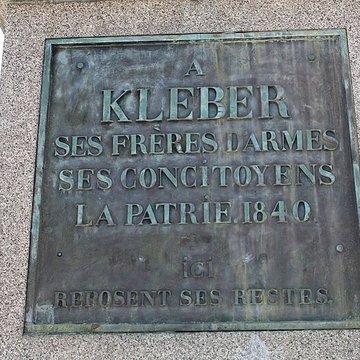 A
KLEBER
SES FRÈRES D'ARMES
SES CONCITOYENS
LA PATRIE.1840.
ici
REPOSENT SES RESTES.